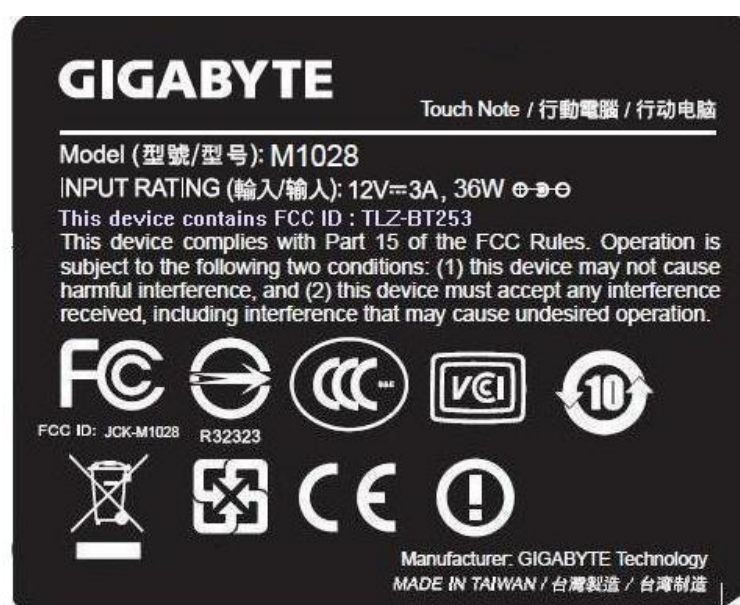 GIGABYTE
Touch Note / 行動電腦 / 行动电脑
Model (型號/型号): M1028
INPUT RATING (輸入/输入): 12V⎓3A, 36W
This device contains FCC ID : TLZ-BT253
This device complies with Part 15 of the FCC Rules. Operation is
subject to the following two conditions: (1) this device may not cause
harmful interference, and (2) this device must accept any interference
received, including interference that may cause undesired operation.
FC CCC VCI 10
FCC ID: JCK-M1028 R32323
CE
Manufacturer: GIGABYTE Technology
MADE IN TAIWAN / 台灣製造 / 台湾制造